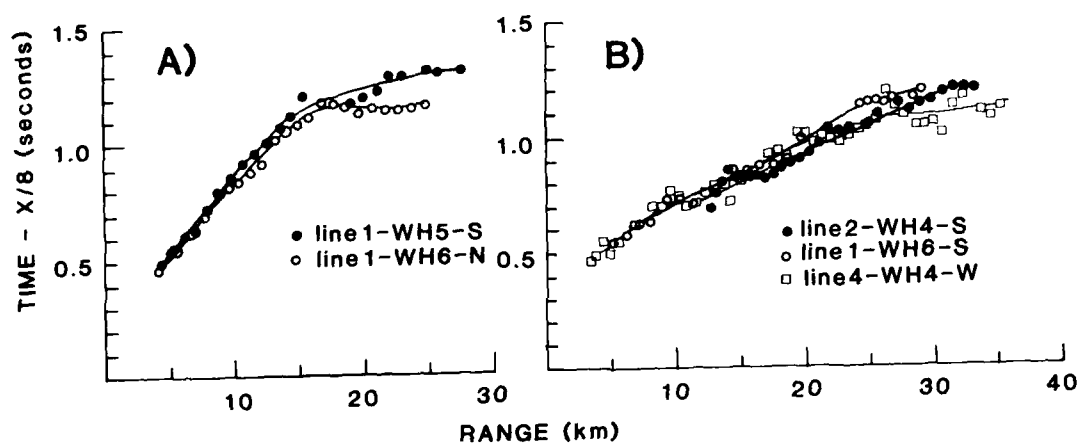 A)
B)
TIME - X/8 (seconds)
1.5
1.0
0.5
10
20
30
line1-WH5-S
line1-WH6-N
1.5
1.0
0.5
10
20
30
40
line2-WH4-S
line1-WH6-S
line4-WH4-W
RANGE (km)